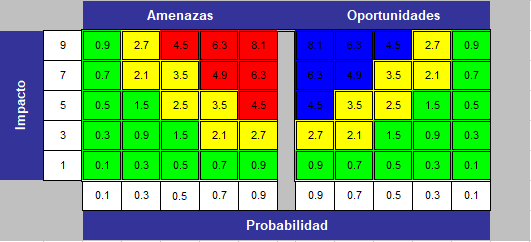 Amenazas Oportunidades
Impacto
9 0.9 2.7 4.5 6.3 8.1 8.1 6.3 4.5 2.7 0.9
7 0.7 2.1 3.5 4.9 6.3 6.3 4.9 3.5 2.1 0.7
5 0.5 1.5 2.5 3.5 4.5 4.5 3.5 2.5 1.5 0.5
3 0.3 0.9 1.5 2.1 2.7 2.7 2.1 1.5 0.9 0.3
1 0.1 0.3 0.5 0.7 0.9 0.9 0.7 0.5 0.3 0.1
0.1 0.3 0.5 0.7 0.9 0.9 0.7 0.5 0.3 0.1
Probabilidad